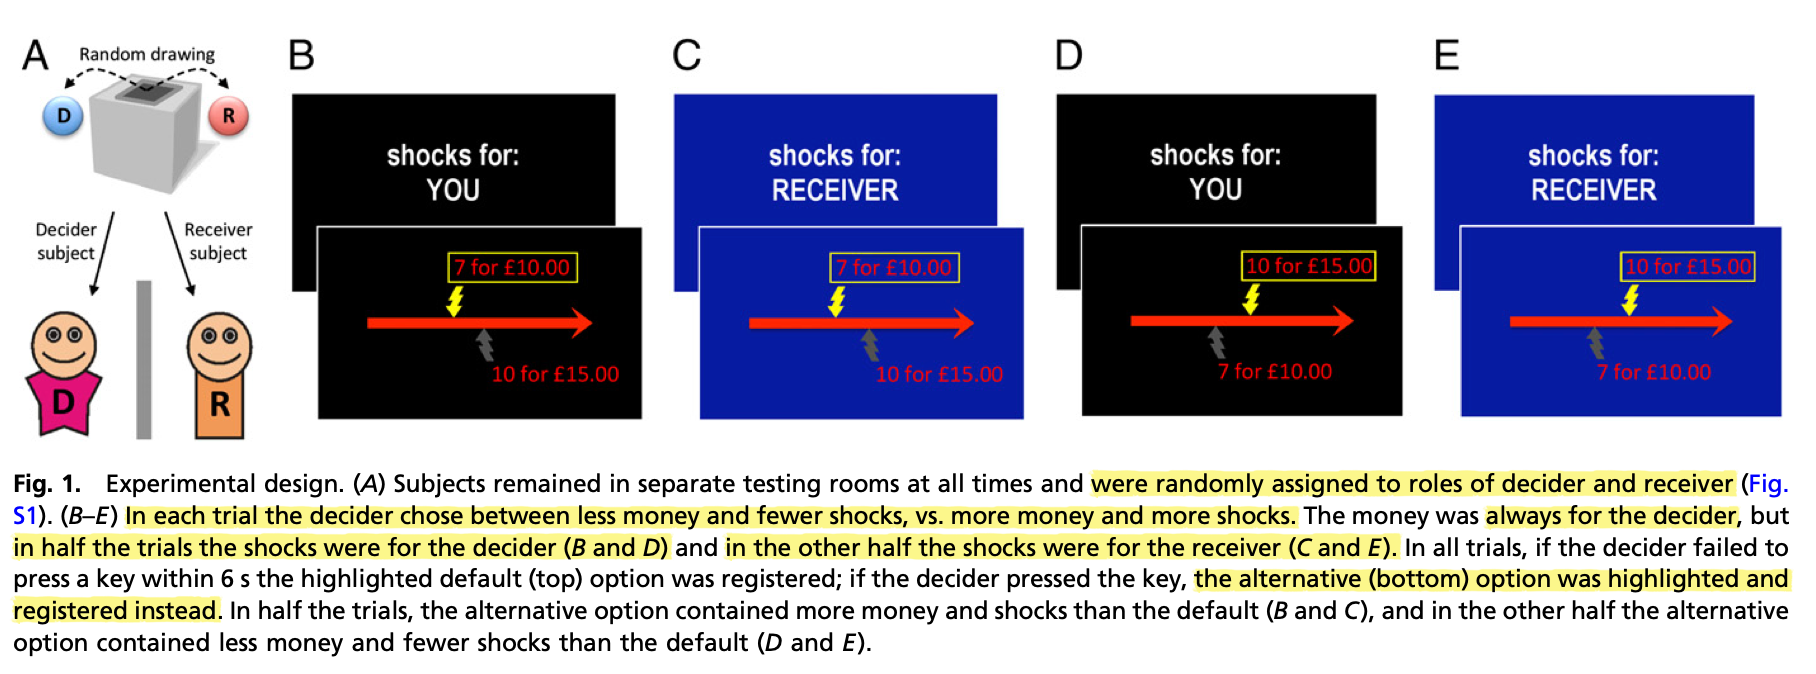 A
Random drawing
D
R
Decider
subject
Receiver
subject
D
R
B
shocks for:
YOU
7 for £10.00
10 for £15.00
C
shocks for:
RECEIVER
7 for £10.00
10 for £15.00
D
shocks for:
YOU
10 for £15.00
7 for £10.00
E
shocks for:
RECEIVER
10 for £15.00
7 for £10.00
Fig. 1. Experimental design. (A) Subjects remained in separate testing rooms at all times and were randomly assigned to roles of decider and receiver (Fig.
S1). (B–E) In each trial the decider chose between less money and fewer shocks, vs. more money and more shocks. The money was always for the decider, but
in half the trials the shocks were for the decider (B and D) and in the other half the shocks were for the receiver (C and E). In all trials, if the decider failed to
press a key within 6 s the highlighted default (top) option was registered; if the decider pressed the key, the alternative (bottom) option was highlighted and
registered instead. In half the trials, the alternative option contained more money and shocks than the default (B and C), and in the other half the alternative
option contained less money and fewer shocks than the default (D and E).